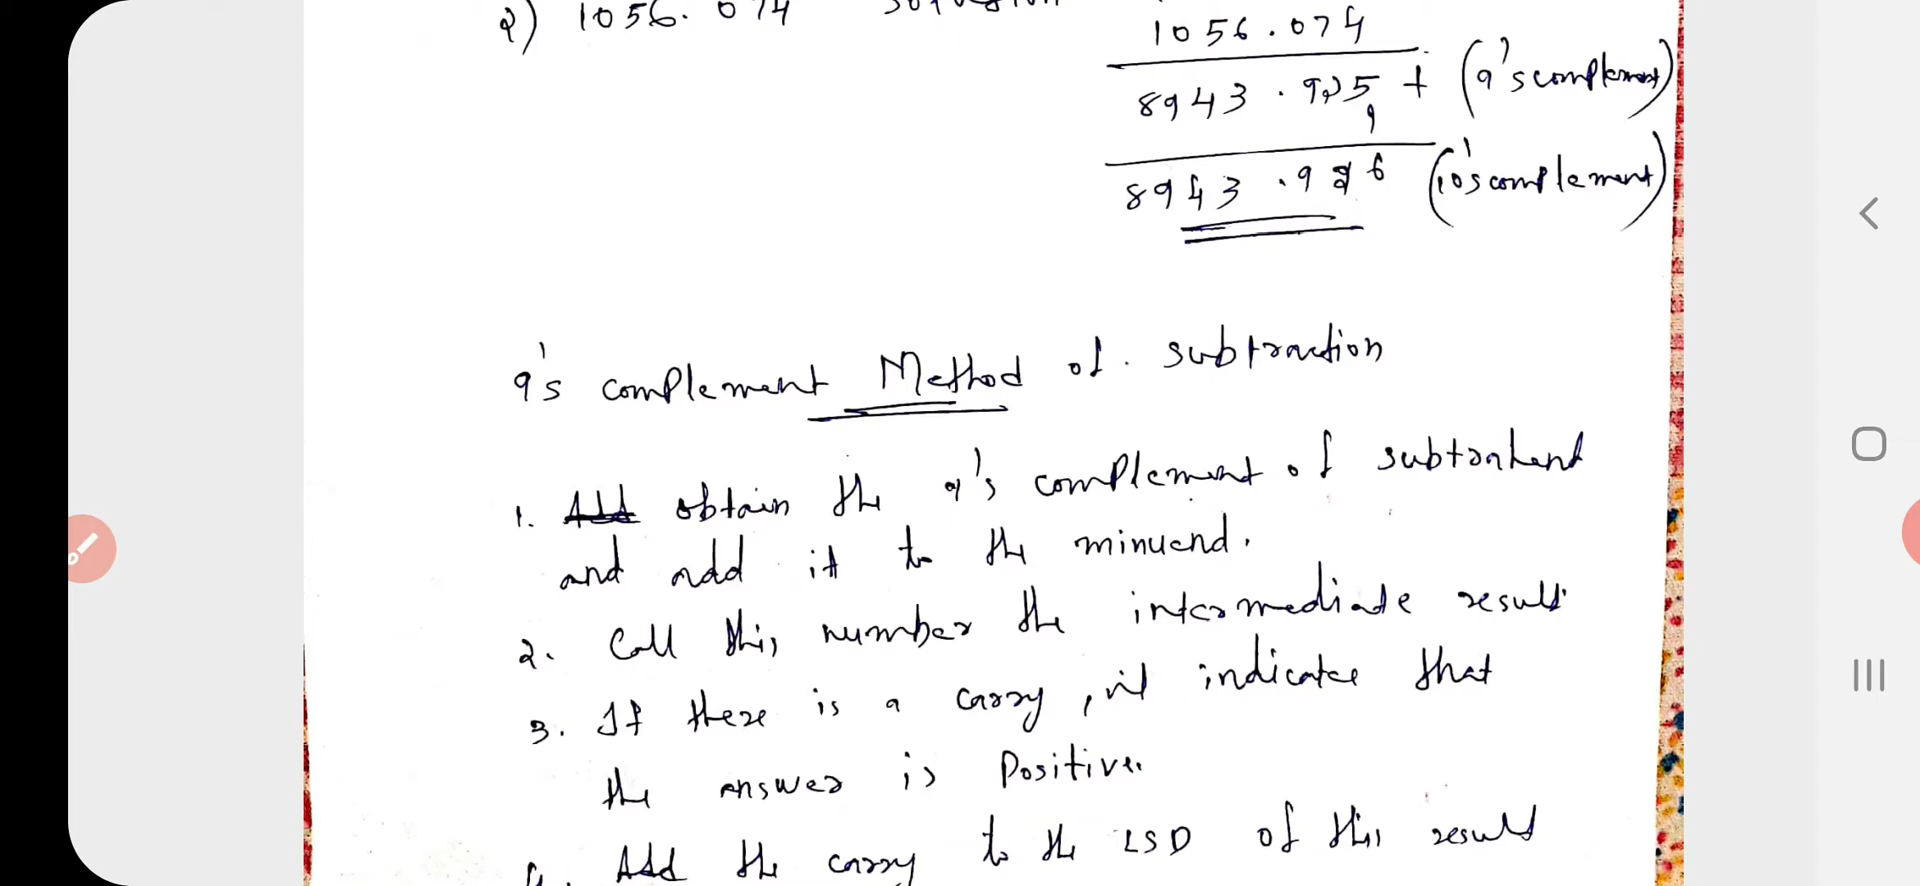 2) 1056.074
1056.074
8943.925 + (9's complement)
1
8943.926 (10's complement)
9's complement Method of subtraction
1. Add obtain the 9's complement of subtrahend
and add it to the minuend.
2. Call this number the intermediate result
3. If there is a carry, it indicates that
the answer is Positive.
4. Add the carry to the LSD of this result